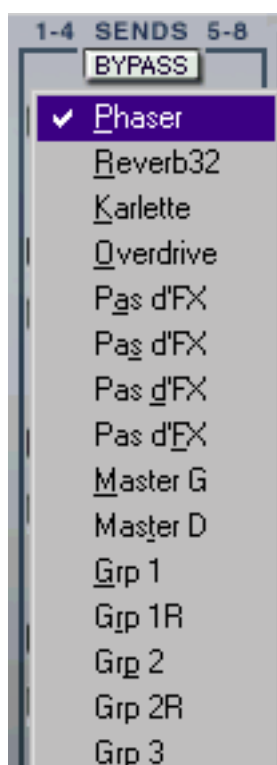 1-4 SENDS 5-8
BYPASS
Phaser
Reverb32
Karlette
Overdrive
Pas d'FX
Pas d'FX
Pas d'FX
Pas d'FX
Master G
Master D
Grp 1
Grp 1R
Grp 2
Grp 2R
Grp 3